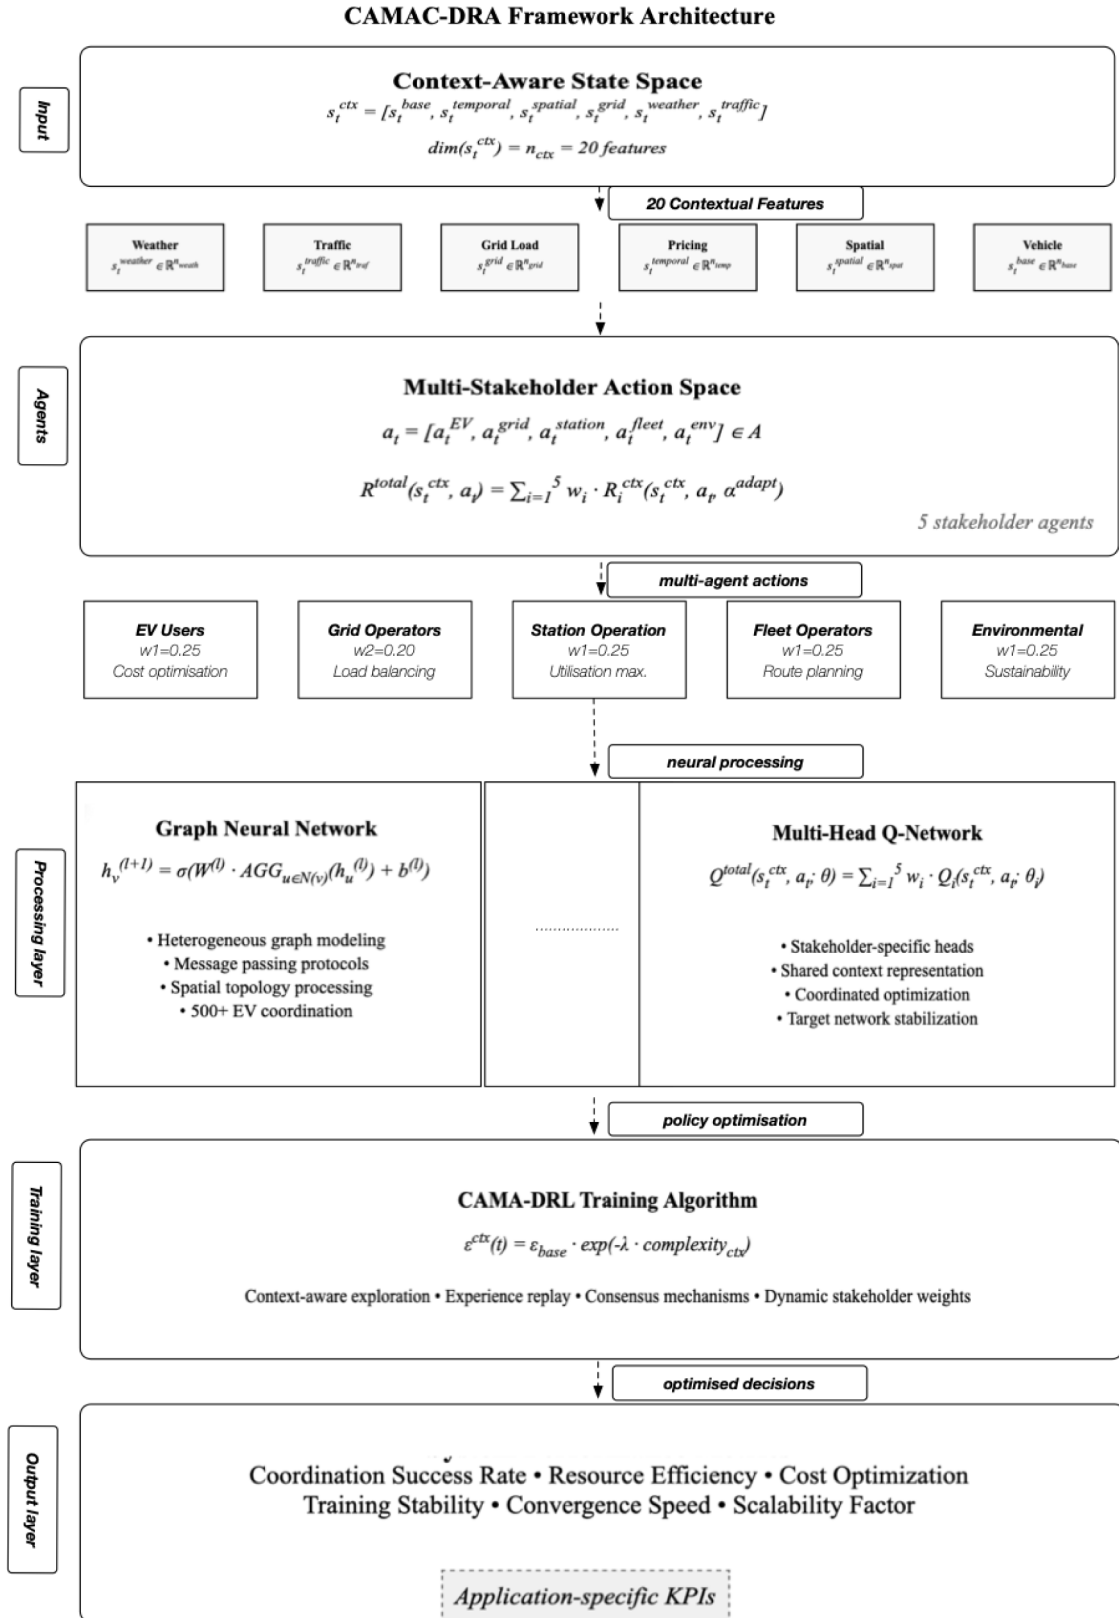 CAMAC-DRA Framework Architecture
Input
Context-Aware State Space
s_t^ctx = [s_t^base, s_t^temporal, s_t^spatial, s_t^grid, s_t^weather, s_t^traffic]
dim(s_t^ctx) = n_ctx = 20 features
20 Contextual Features
Weather
s_t^weather ∈ ℝ^n_weath
Traffic
s_t^traffic ∈ ℝ^n_traf
Grid Load
s_t^grid ∈ ℝ^n_grid
Pricing
s_t^temporal ∈ ℝ^n_temp
Spatial
s_t^spatial ∈ ℝ^n_spat
Vehicle
s_t^base ∈ ℝ^n_base
Agents
Multi-Stakeholder Action Space
a_t = [a_t^EV, a_t^grid, a_t^station, a_t^fleet, a_t^env] ∈ A
R^total(s_t^ctx, a_t) = ∑_i=1^5 w_i · R_i^ctx(s_t^ctx, a_t, α^adapt)
5 stakeholder agents
multi-agent actions
EV Users
w1=0.25
Cost optimisation
Grid Operators
w2=0.20
Load balancing
Station Operation
w1=0.25
Utilisation max.
Fleet Operators
w1=0.25
Route planning
Environmental
w1=0.25
Sustainability
neural processing
Processing layer
Graph Neural Network
h_v^(l+1) = σ(W^(l) · AGG_u∈N(v)(h_u^(l)) + b^(l))
• Heterogeneous graph modeling
• Message passing protocols
• Spatial topology processing
• 500+ EV coordination
....................
Multi-Head Q-Network
Q^total(s_t^ctx, a_t; θ) = ∑_i=1^5 w_i · Q_i(s_t^ctx, a_t; θ_i)
• Stakeholder-specific heads
• Shared context representation
• Coordinated optimization
• Target network stabilization
policy optimisation
Training layer
CAMA-DRL Training Algorithm
ε^ctx(t) = ε_base · exp(-λ · complexity_ctx)
Context-aware exploration • Experience replay • Consensus mechanisms • Dynamic stakeholder weights
optimised decisions
Output layer
Coordination Success Rate • Resource Efficiency • Cost Optimization
Training Stability • Convergence Speed • Scalability Factor
Application-specific KPIs